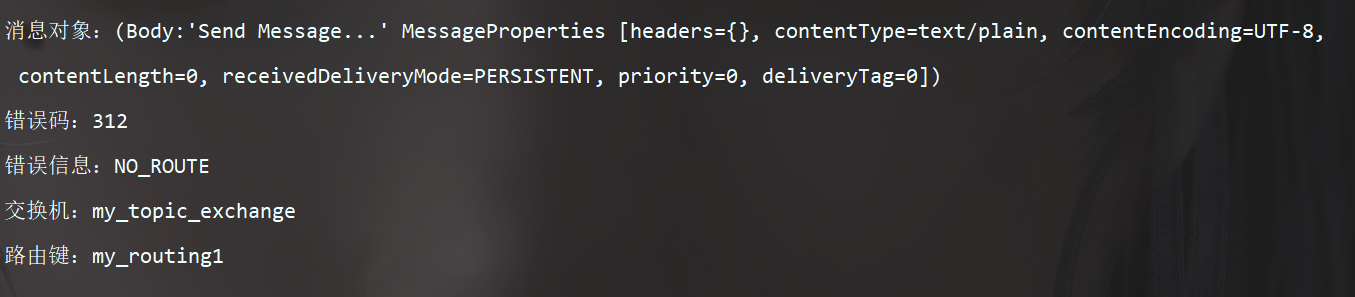 消息对象：(Body:'Send Message...' MessageProperties [headers={}, contentType=text/plain, contentEncoding=UTF-8,
contentLength=0, receivedDeliveryMode=PERSISTENT, priority=0, deliveryTag=0])
错误码：312
错误信息：NO_ROUTE
交换机：my_topic_exchange
路由键：my_routing1